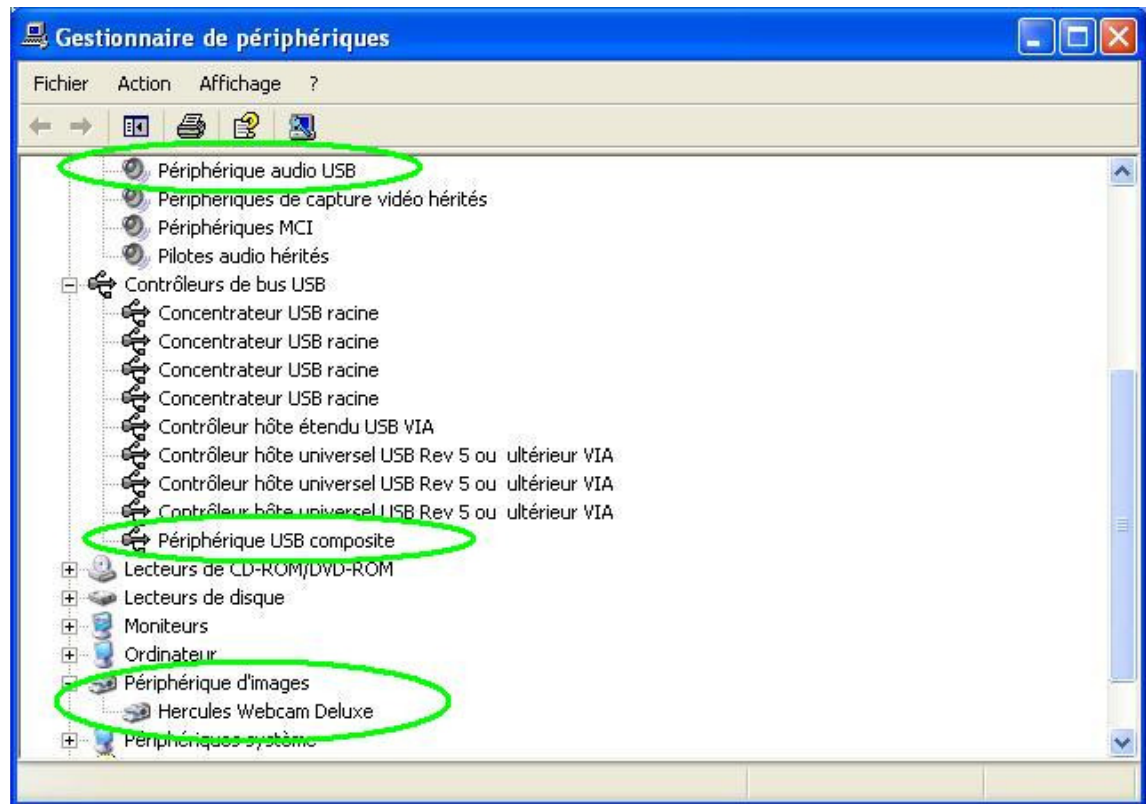 Gestionnaire de périphériques
Fichier Action Affichage ?
Périphérique audio USB
Périphériques de capture vidéo hérités
Périphériques MCI
Pilotes audio hérités
Contrôleurs de bus USB
Concentrateur USB racine
Concentrateur USB racine
Concentrateur USB racine
Concentrateur USB racine
Contrôleur hôte étendu USB VIA
Contrôleur hôte universel USB Rev 5 ou ultérieur VIA
Contrôleur hôte universel USB Rev 5 ou ultérieur VIA
Contrôleur hôte universel USB Rev 5 ou ultérieur VIA
Périphérique USB composite
Lecteurs de CD-ROM/DVD-ROM
Lecteurs de disque
Moniteurs
Ordinateur
Périphérique d'images
Hercules Webcam Deluxe
Périphériques système